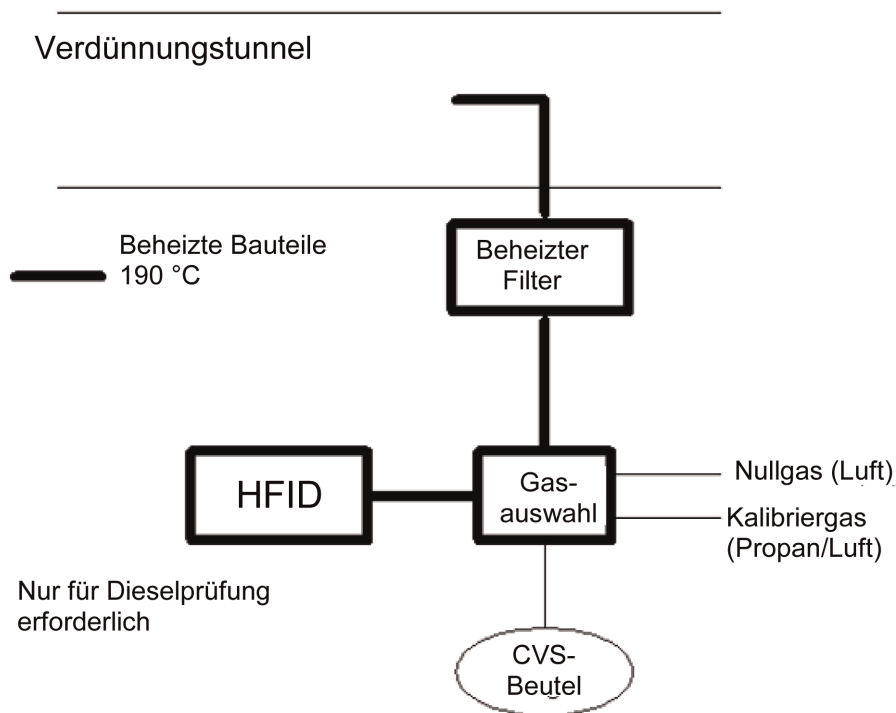 Verdünnungstunnel
Beheizte Bauteile
190 °C
Beheizter
Filter
HFID
Gas-
auswahl
Nullgas (Luft)
Kalibriergas
(Propan/Luft)
Nur für Dieselprüfung
erforderlich
CVS-
Beutel